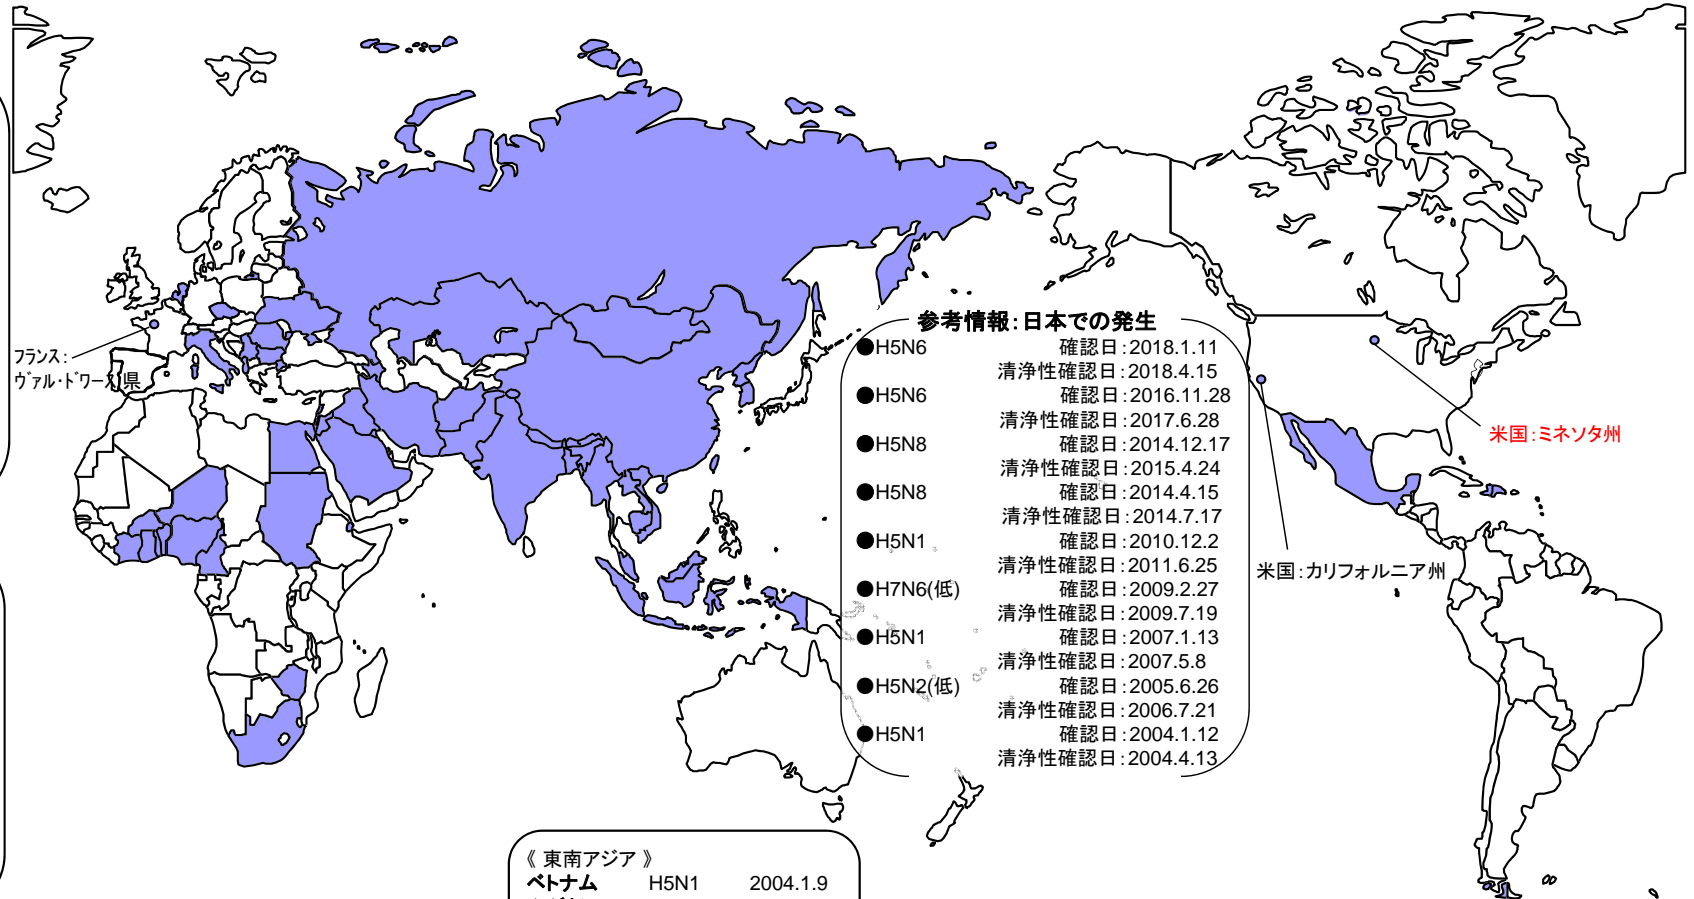 参考情報：日本での発生
●H5N6 確認日：2018.1.11
清浄性確認日：2018.4.15
●H5N6 確認日：2016.11.28
清浄性確認日：2017.6.28
●H5N8 確認日：2014.12.17
清浄性確認日：2015.4.24
●H5N8 確認日：2014.4.15
清浄性確認日：2014.7.17
●H5N1 確認日：2010.12.2
清浄性確認日：2011.6.25
●H7N6(低) 確認日：2009.2.27
清浄性確認日：2009.7.19
●H5N1 確認日：2007.1.13
清浄性確認日：2007.5.8
●H5N2(低) 確認日：2005.6.26
清浄性確認日：2006.7.21
●H5N1 確認日：2004.1.12
清浄性確認日：2004.4.13
フランス：
ヴァル・ドワーズ県
米国：ミネソタ州
米国：カリフォルニア州
《 東南アジア 》
ベトナム H5N1 2004.1.9